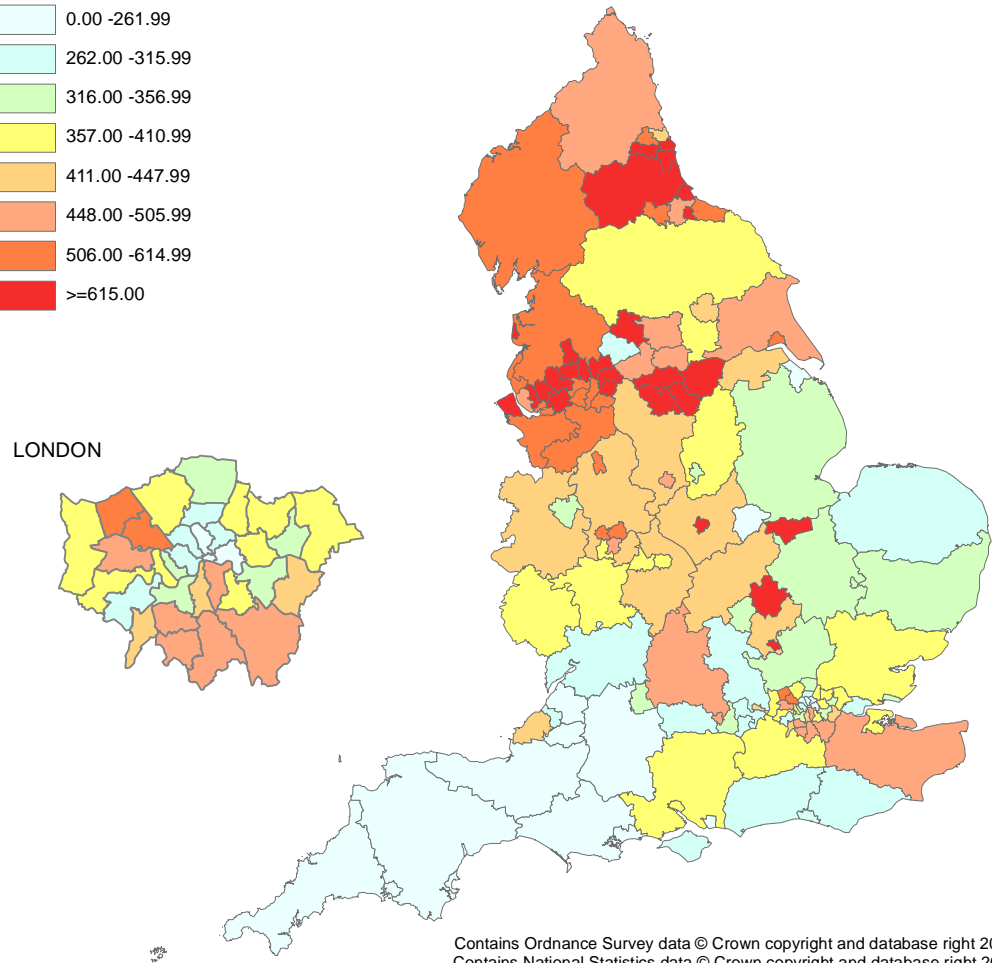 0.00 -261.99
262.00 -315.99
316.00 -356.99
357.00 -410.99
411.00 -447.99
448.00 -505.99
506.00 -614.99
>=615.00
LONDON
Contains Ordnance Survey data © Crown copyright and database right
Contains National Statistics data © Crown copyright and database right